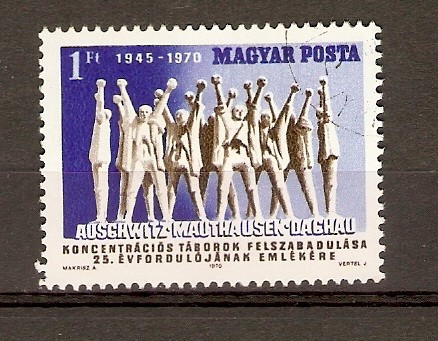 1 Ft 1945-1970 MAGYAR POSTA
AUSCHWITZ-MAUTHAUSEN-DACHAU
KONCENTRÁCIÓS TÁBOROK FELSZABADULÁSA
25. ÉVFORDULÓJÁNAK EMLÉKÉRE
MAKRISZ A. 1970 VERTEL J.